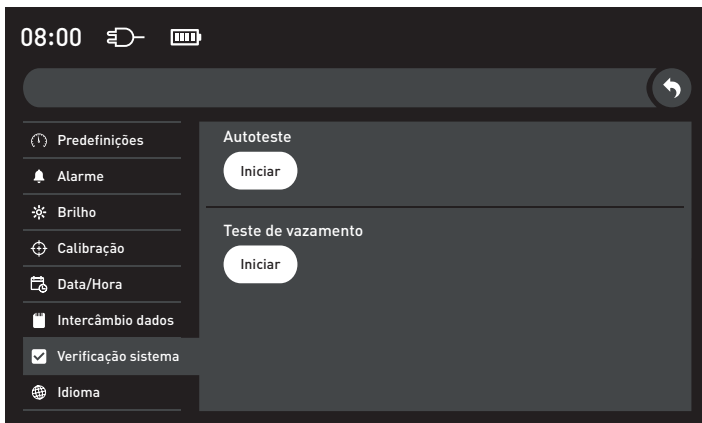 08:00
Predefinições
Alarme
Brilho
Calibração
Data/Hora
Intercâmbio dados
Verificação sistema
Idioma
Autoteste
Iniciar
Teste de vazamento
Iniciar